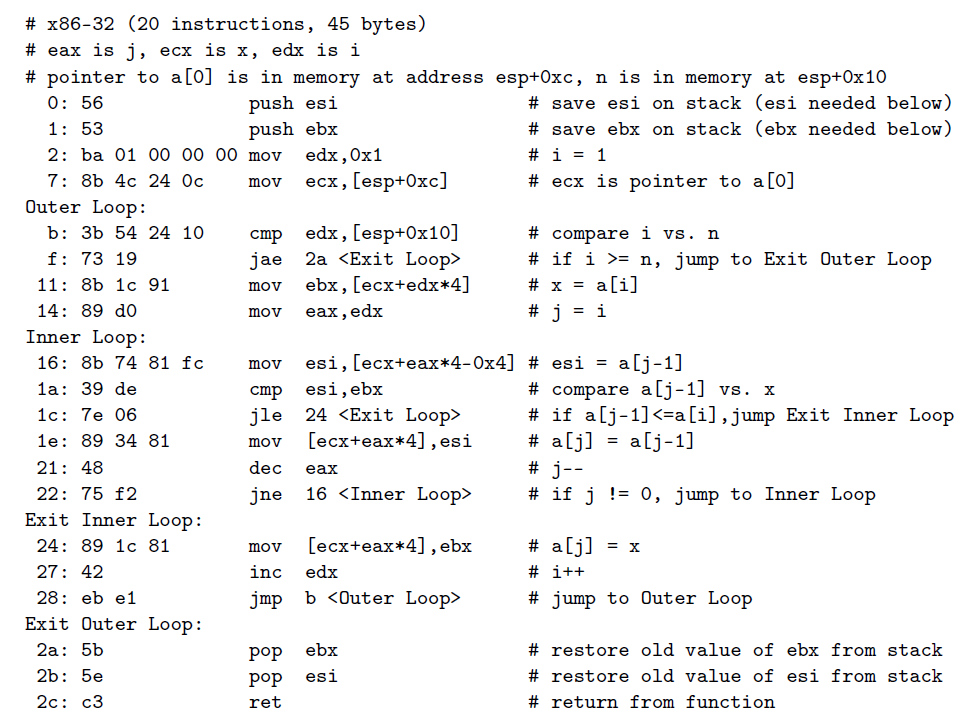 # x86-32 (20 instructions, 45 bytes)
# eax is j, ecx is x, edx is i
# pointer to a[0] is in memory at address esp+0xc, n is in memory at esp+0x10
0: 56 push esi # save esi on stack (esi needed below)
1: 53 push ebx # save ebx on stack (ebx needed below)
2: ba 01 00 00 00 mov edx,0x1 # i = 1
7: 8b 4c 24 0c mov ecx,[esp+0xc] # ecx is pointer to a[0]
Outer Loop:
b: 3b 54 24 10 cmp edx,[esp+0x10] # compare i vs. n
f: 73 19 jae 2a <Exit Loop> # if i >= n, jump to Exit Outer Loop
11: 8b 1c 91 mov ebx,[ecx+edx*4] # x = a[i]
14: 89 d0 mov eax,edx # j = i
Inner Loop:
16: 8b 74 81 fc mov esi,[ecx+eax*4-0x4] # esi = a[j-1]
1a: 39 de cmp esi,ebx # compare a[j-1] vs. x
1c: 7e 06 jle 24 <Exit Loop> # if a[j-1]<=a[i],jump Exit Inner Loop
1e: 89 34 81 mov [ecx+eax*4],esi # a[j] = a[j-1]
21: 48 dec eax # j--
22: 75 f2 jne 16 <Inner Loop> # if j != 0, jump to Inner Loop
Exit Inner Loop:
24: 89 1c 81 mov [ecx+eax*4],ebx # a[j] = x
27: 42 inc edx # i++
28: eb e1 jmp b <Outer Loop> # jump to Outer Loop
Exit Outer Loop:
2a: 5b pop ebx # restore old value of ebx from stack
2b: 5e pop esi # restore old value of esi from stack
2c: c3 ret # return from function